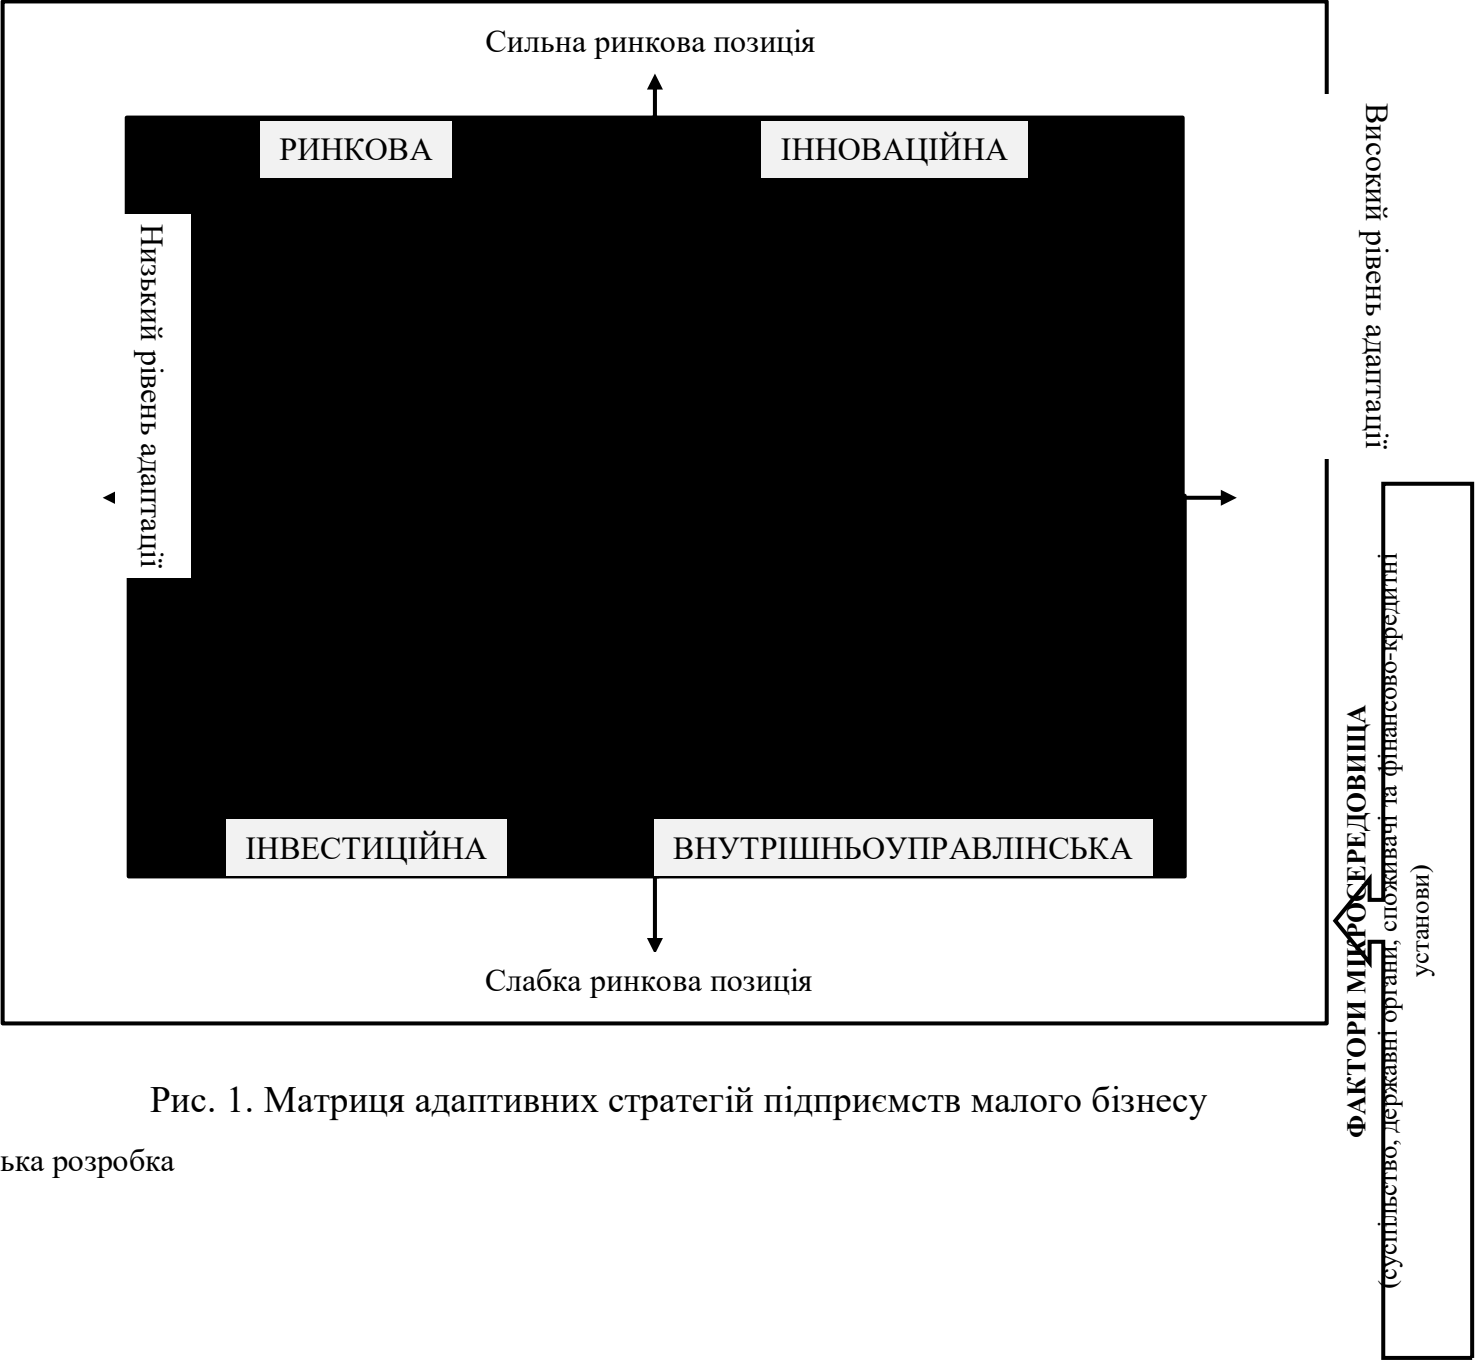 Сильна ринкова позиція
РИНКОВА
ІННОВАЦІЙНА
Низький рівень адаптації
Високий рівень адаптації
ІНВЕСТИЦІЙНА
ВНУТРІШНЬОУПРАВЛІНСЬКА
Слабка ринкова позиція
ФАКТОРИ МІКРОСЕРЕДОВИЩА
(суспільство, державні органи, споживачі та фінансово-кредитні
установи)
Рис. 1. Матриця адаптивних стратегій підприємств малого бізнесу
ька розробка